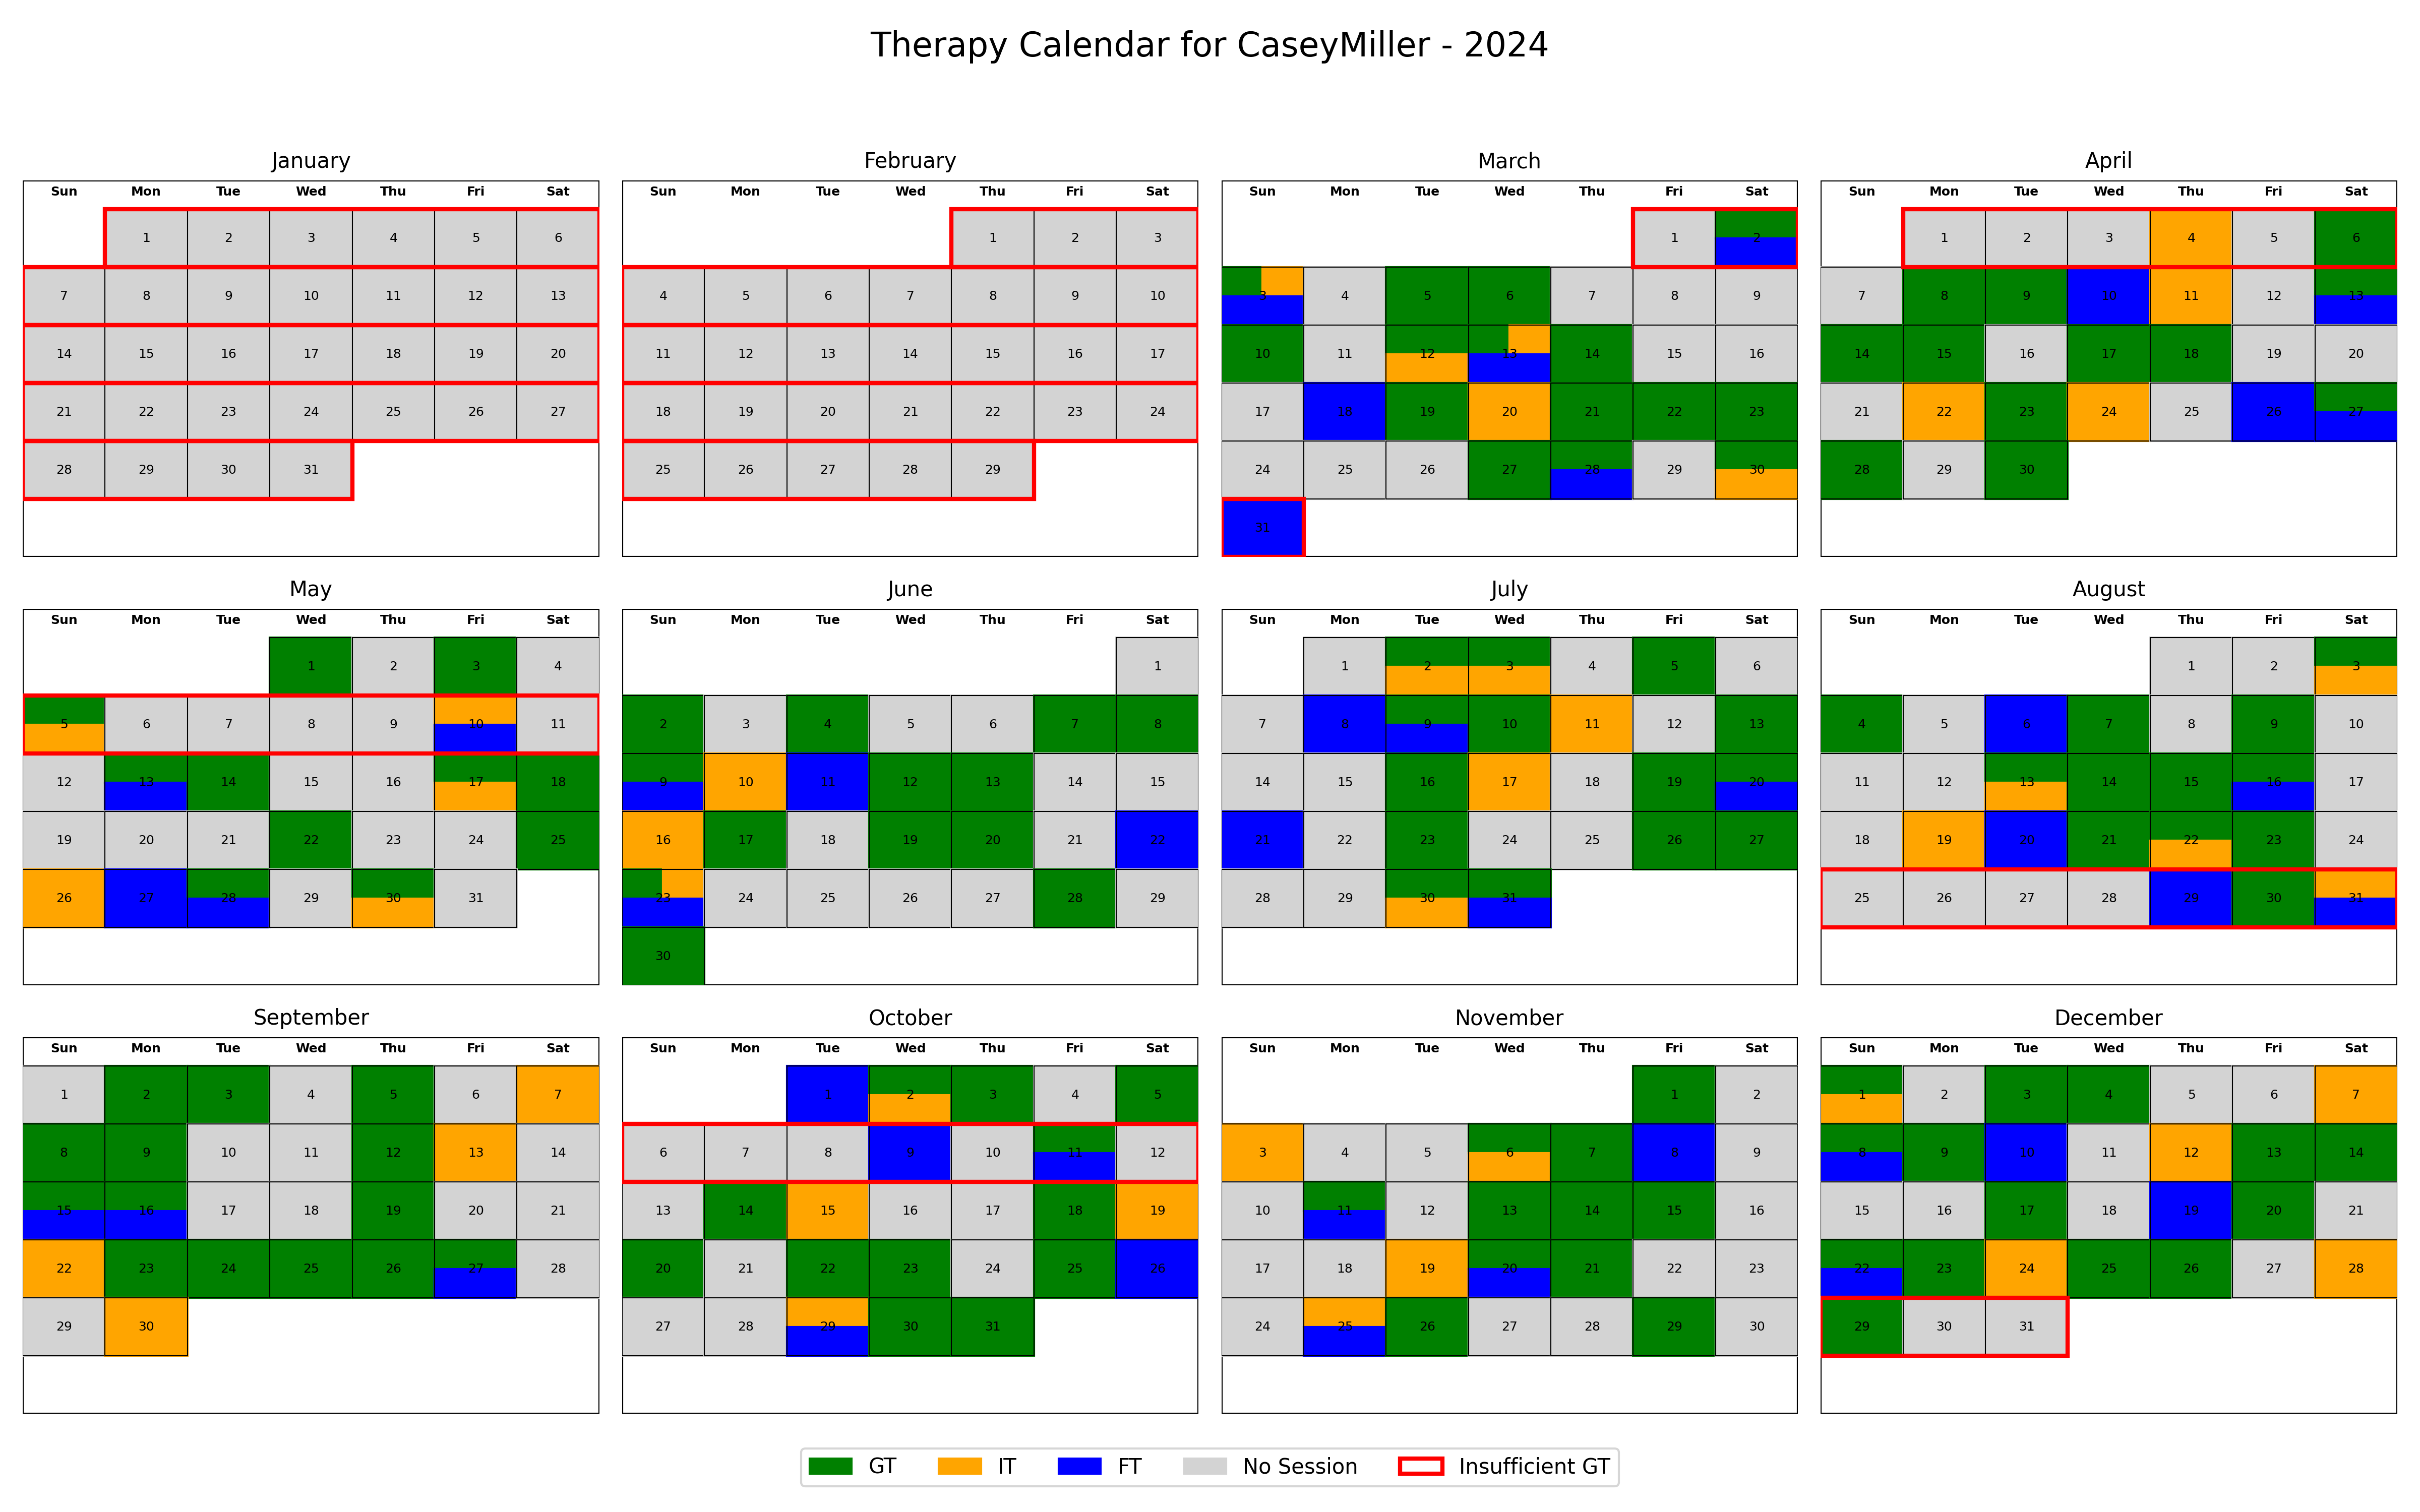 Therapy Calendar for CaseyMiller - 2024
January February March April
Sun Mon Tue Wed Thu Fri Sat Sun Mon Tue Wed Thu Fri Sat Sun Mon Tue Wed Thu Fri Sat Sun Mon Tue Wed Thu Fri Sat
1 2 3 4 5 6 1 2 3 1 2 1 2 3 4 5 6
7 8 9 10 11 12 13 4 5 6 7 8 9 10 3 4 5 6 7 8 9 7 8 9 10 11 12 13
14 15 16 17 18 19 20 11 12 13 14 15 16 17 10 11 12 13 14 15 16 14 15 16 17 18 19 20
21 22 23 24 25 26 27 18 19 20 21 22 23 24 17 18 19 20 21 22 23 21 22 23 24 25 26 27
28 29 30 31 25 26 27 28 29 24 25 26 27 28 29 30 28 29 30
31
May June July August
Sun Mon Tue Wed Thu Fri Sat Sun Mon Tue Wed Thu Fri Sat Sun Mon Tue Wed Thu Fri Sat Sun Mon Tue Wed Thu Fri Sat
1 2 3 4 1 1 2 3 4 5 6 1 2 3
5 6 7 8 9 10 11 2 3 4 5 6 7 8 7 8 9 10 11 12 13 4 5 6 7 8 9 10
12 13 14 15 16 17 18 9 10 11 12 13 14 15 14 15 16 17 18 19 20 11 12 13 14 15 16 17
19 20 21 22 23 24 25 16 17 18 19 20 21 22 21 22 23 24 25 26 27 18 19 20 21 22 23 24
26 27 28 29 30 31 23 24 25 26 27 28 29 28 29 30 31 25 26 27 28 29 30 31
30
September October November December
Sun Mon Tue Wed Thu Fri Sat Sun Mon Tue Wed Thu Fri Sat Sun Mon Tue Wed Thu Fri Sat Sun Mon Tue Wed Thu Fri Sat
1 2 3 4 5 6 7 1 2 3 4 5 1 2 1 2 3 4 5 6 7
8 9 10 11 12 13 14 6 7 8 9 10 11 12 3 4 5 6 7 8 9 8 9 10 11 12 13 14
15 16 17 18 19 20 21 13 14 15 16 17 18 19 10 11 12 13 14 15 16 15 16 17 18 19 20 21
22 23 24 25 26 27 28 20 21 22 23 24 25 26 17 18 19 20 21 22 23 22 23 24 25 26 27 28
29 30 27 28 29 30 31 24 25 26 27 28 29 30 29 30 31
GT IT FT No Session Insufficient GT